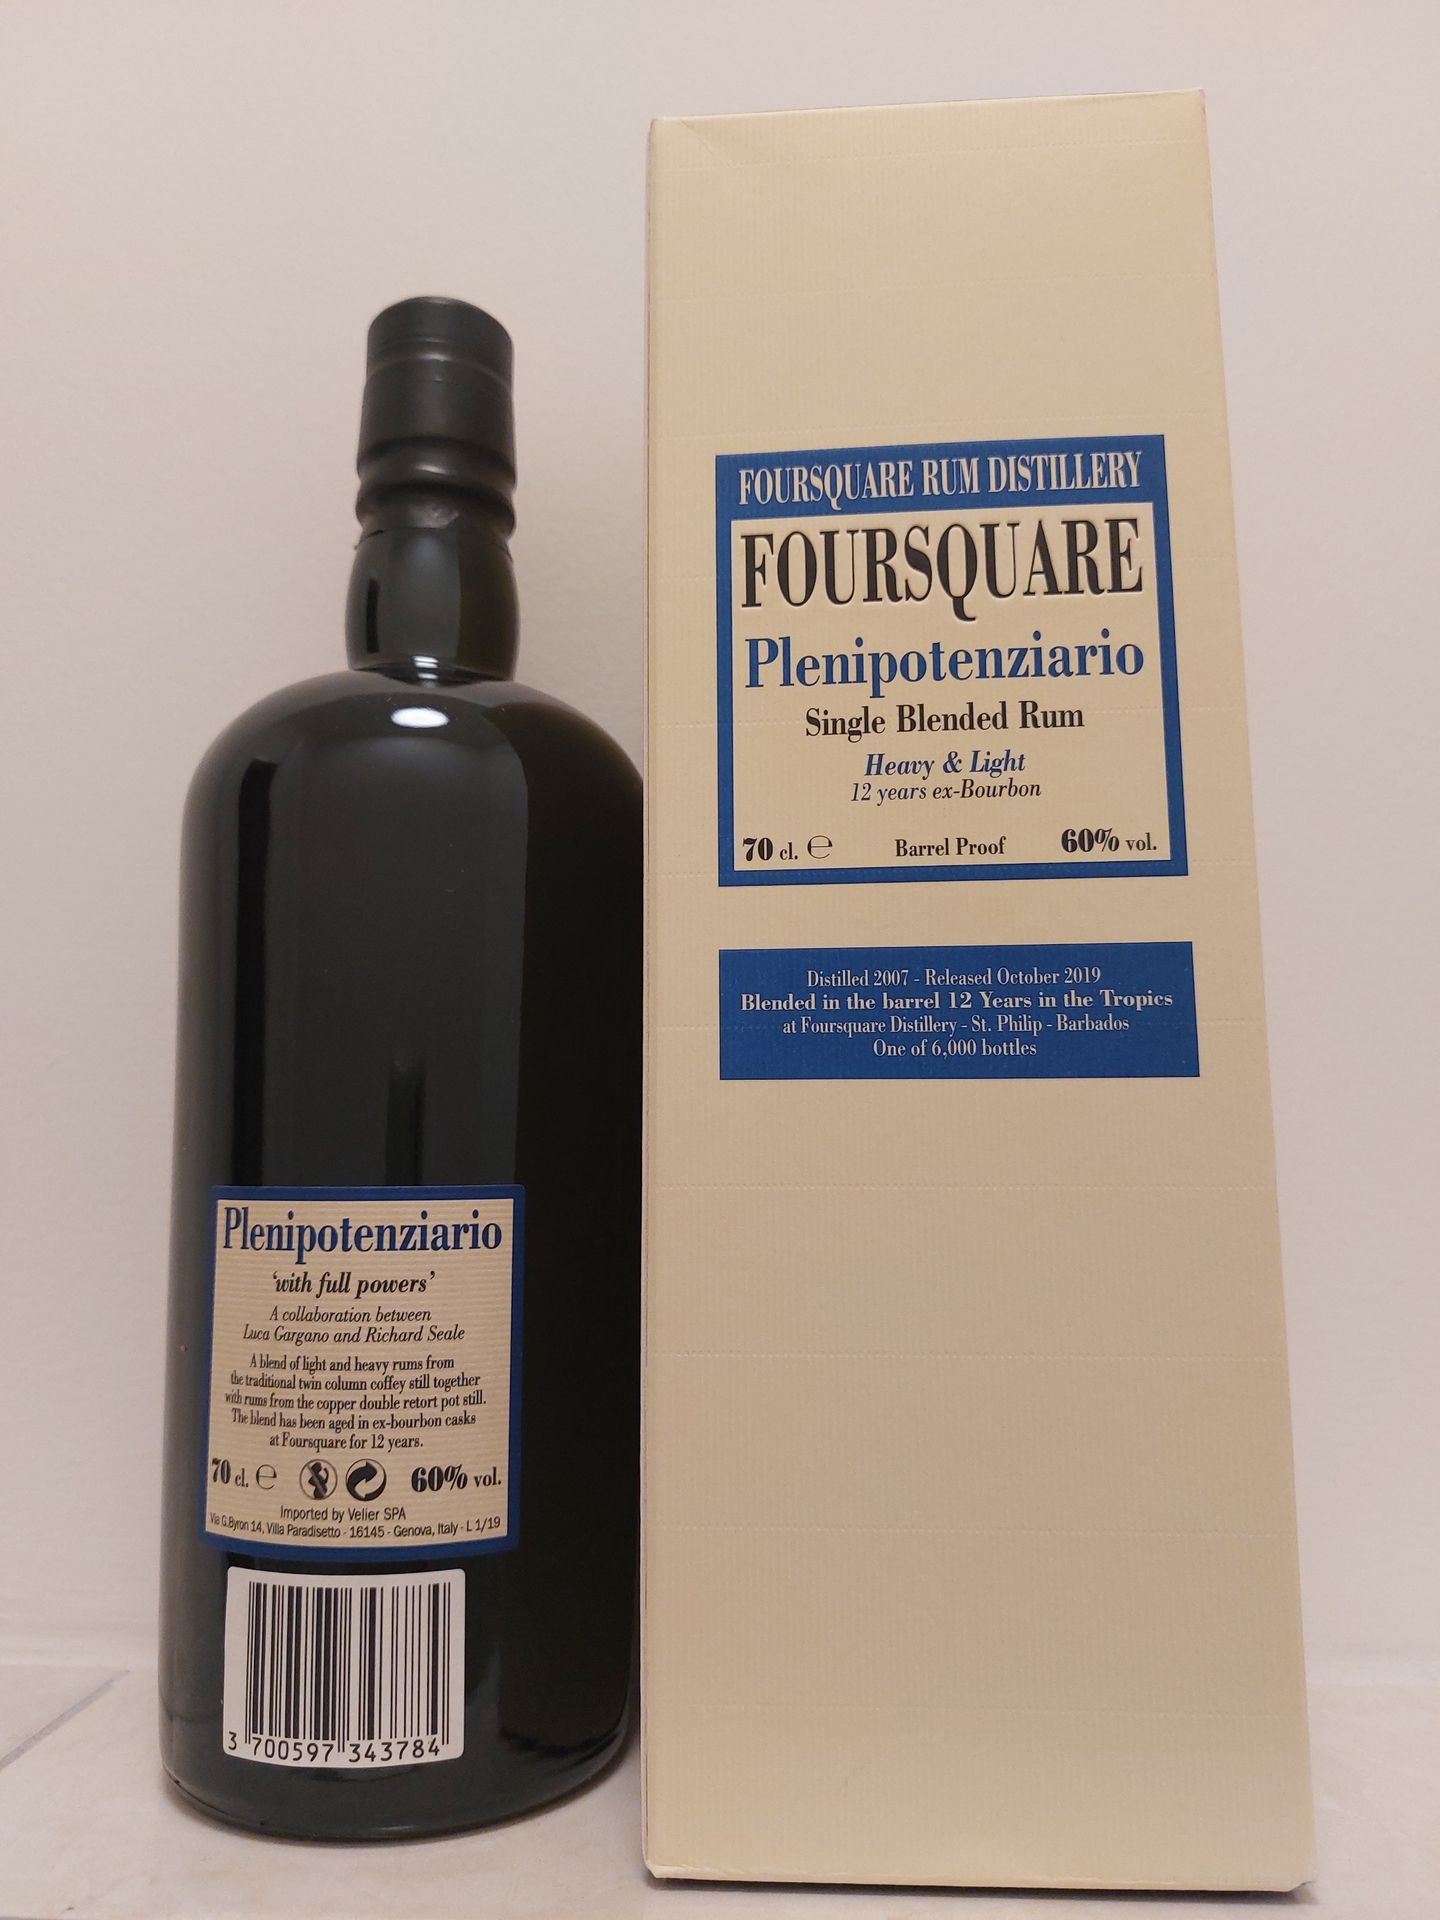 FOURSQUARE RUM DISTILLERY
FOURSQUARE
Plenipotenziario
Single Blended Rum
Heavy & Light
12 years ex-Bourbon
70 cl. ℮ Barrel Proof 60% vol.
Distilled 2007 - Released October 2019
Blended in the barrel 12 Years in the Tropics
at Foursquare Distillery - St. Philip - Barbados
One of 6,000 bottles
Plenipotenziario
'with full powers'
A collaboration between
Luca Gargano and Richard Seale
A blend of light and heavy rums from
the traditional twin column coffey still together
with rums from the copper double retort pot still.
The blend has been aged in ex-bourbon casks
at Foursquare for 12 years.
70 cl. ℮ 60% vol.
Imported by Velier SPA
Via G.Byron 14, Villa Paradisetto - 16145 - Genova, Italy - L 1/19
3 700597 343784